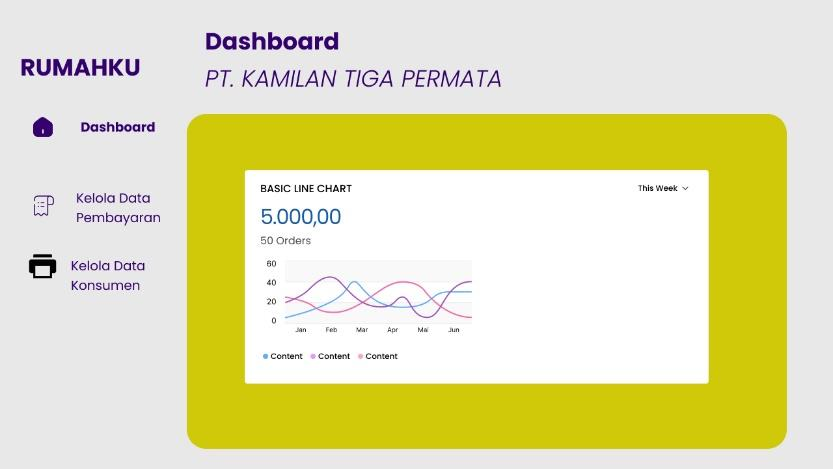 Dashboard
RUMAHKU
PT. KAMILAN TIGA PERMATA
Dashboard
Kelola Data
Pembayaran
Kelola Data
Konsumen
BASIC LINE CHART
This Week
5.000,00
50 Orders
60
40
20
0
Jan Feb Mar Apr Mai Jun
Content Content Content